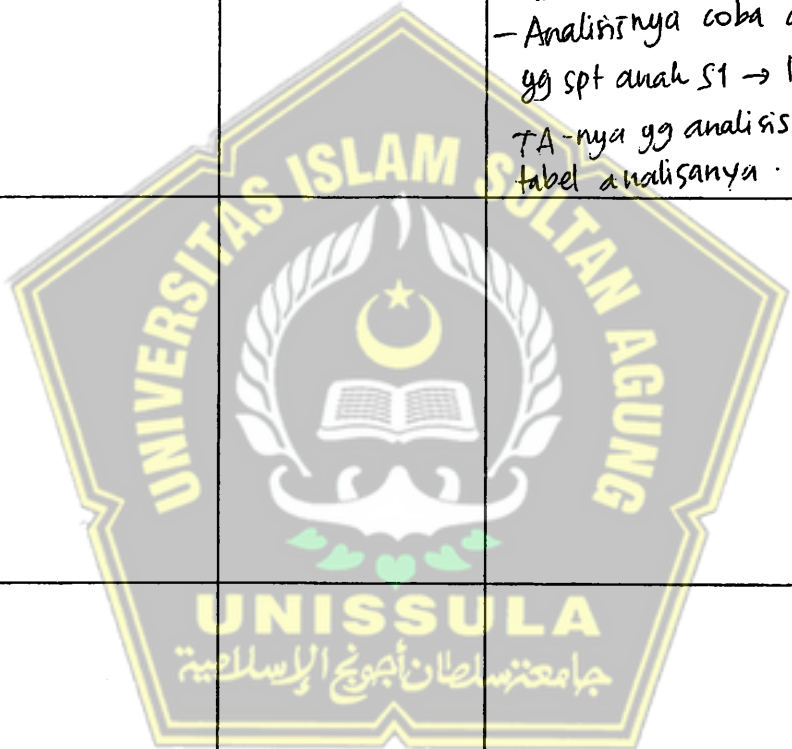 - Analisisnya coba
yg spt anak S1 →
TA-nya yg analisis
tabel analisanya.
UNIVERSITAS ISLAM SULTAN AGUNG
UNISSULA
جامعة سلطان أجونج الإسلامية